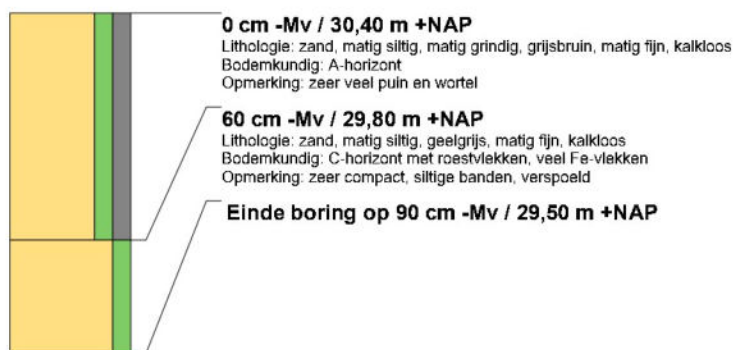 0 cm -Mv / 30,40 m +NAP
Lithologie: zand, matig siltig, matig grindig, grijsbruin, matig fijn, kalkloos
Bodemkundig: A-horizont
Opmerking: zeer veel puin en wortel
60 cm -Mv / 29,80 m +NAP
Lithologie: zand, matig siltig, geelgrijs, matig fijn, kalkloos
Bodemkundig: C-horizont met roestvlekken, veel Fe-vlekken
Opmerking: zeer compact, siltige banden, verspoeld
Einde boring op 90 cm -Mv / 29,50 m +NAP